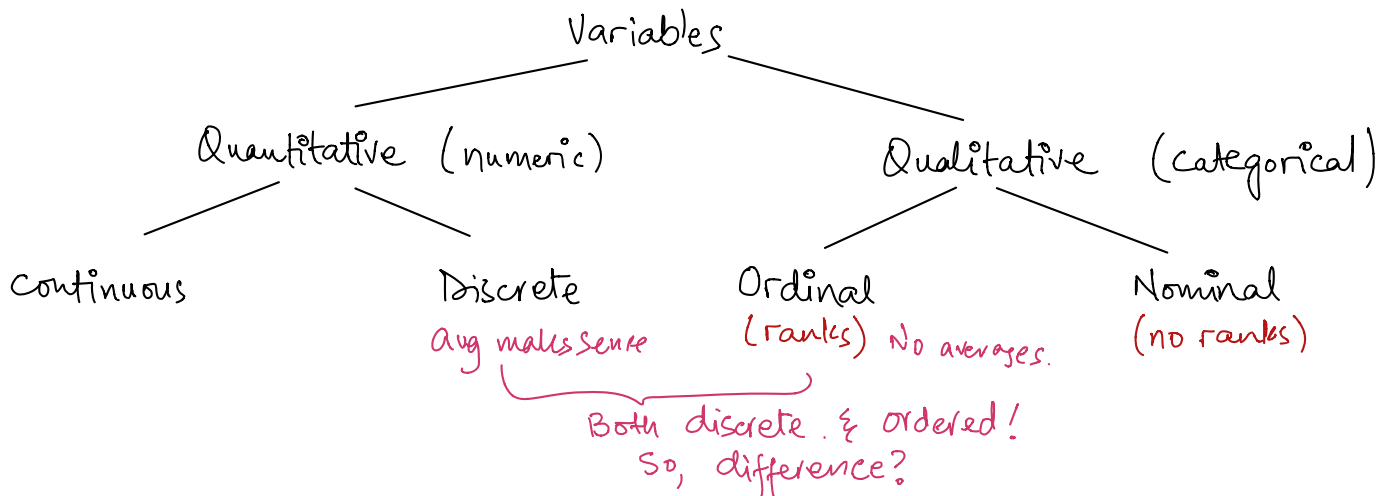 Variables
Quantitative (numeric)
Qualitative (categorical)
Continuous
Discrete
Ordinal
Nominal
Avg makes sense
(ranks) No averages.
(no ranks)
Both discrete & ordered!
So, difference?